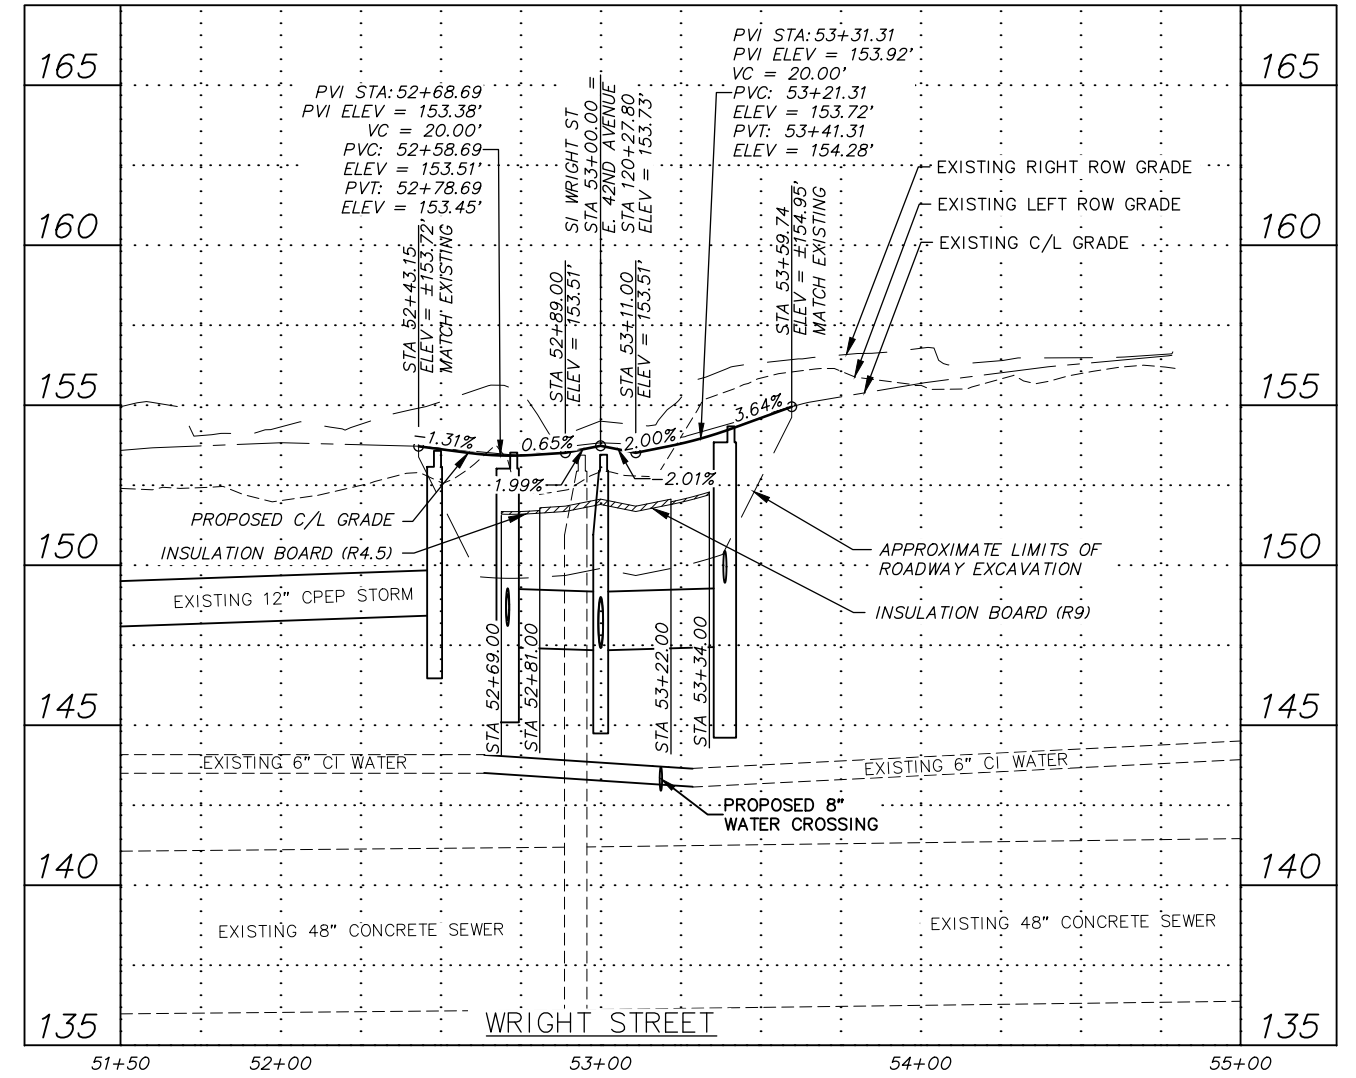 165
160
155
150
145
140
135
PVI STA: 52+68.69
PVI ELEV = 153.38'
VC = 20.00'
PVC: 52+58.69
ELEV = 153.51'
PVT: 52+78.69
ELEV = 153.45'
STA 52+43.15
ELEV = ±153.72'
MATCH EXISTING
SI WRIGHT ST
STA 53+00.00 =
E. 42ND AVENUE
STA 120+27.80
ELEV = 153.73'
STA 52+89.00
ELEV = 153.51'
STA 53+11.00
ELEV = 153.51'
PVI STA: 53+31.31
PVI ELEV = 153.92'
VC = 20.00'
PVC: 53+21.31
ELEV = 153.72'
PVT: 53+41.31
ELEV = 154.28'
STA 53+59.74
ELEV = ±154.95'
MATCH EXISTING
EXISTING RIGHT ROW GRADE
EXISTING LEFT ROW GRADE
EXISTING C/L GRADE
-1.31%
0.65%
2.00%
3.64%
1.99%
-2.01%
PROPOSED C/L GRADE
INSULATION BOARD (R4.5)
APPROXIMATE LIMITS OF
ROADWAY EXCAVATION
INSULATION BOARD (R9)
EXISTING 12" CPEP STORM
STA 52+69.00
STA 52+81.00
STA 53+22.00
STA 53+34.00
EXISTING 6" CI WATER
EXISTING 6" CI WATER
PROPOSED 8"
WATER CROSSING
EXISTING 48" CONCRETE SEWER
EXISTING 48" CONCRETE SEWER
WRIGHT STREET
165
160
155
150
145
140
135
51+50
52+00
53+00
54+00
55+00